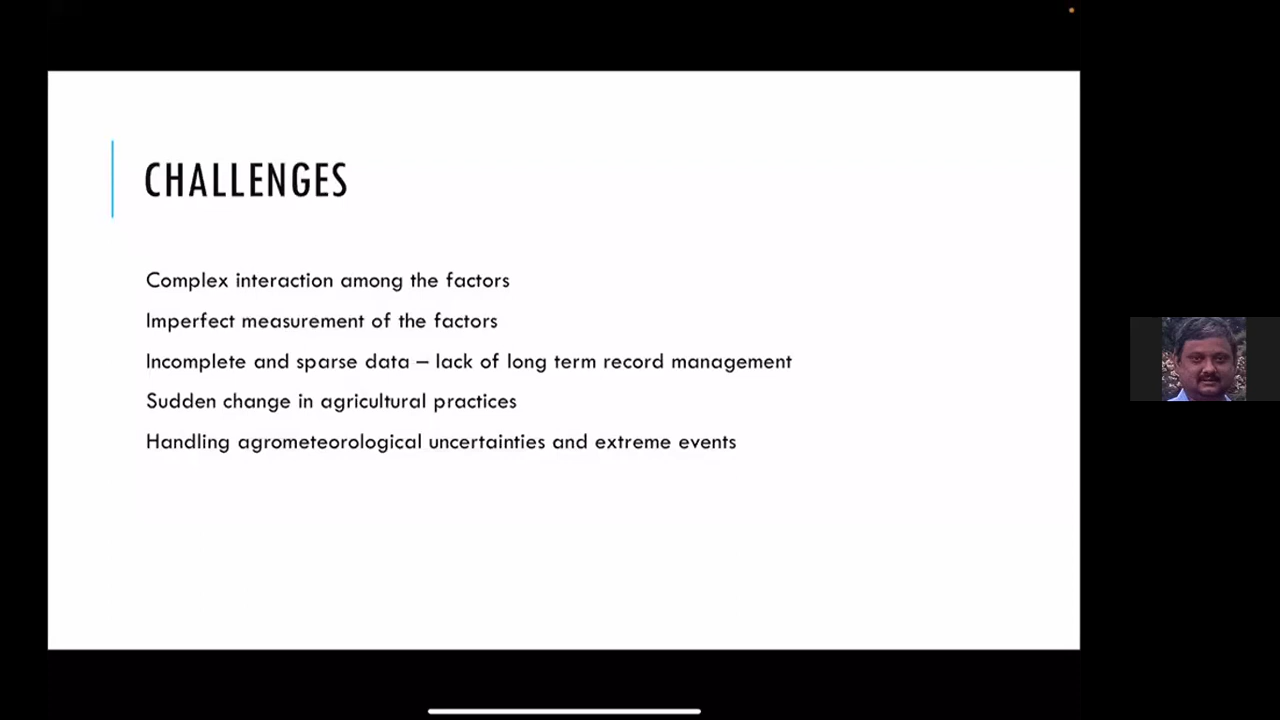 CHALLENGES
Complex interaction among the factors
Imperfect measurement of the factors
Incomplete and sparse data – lack of long term record management
Sudden change in agricultural practices
Handling agrometeorological uncertainties and extreme events